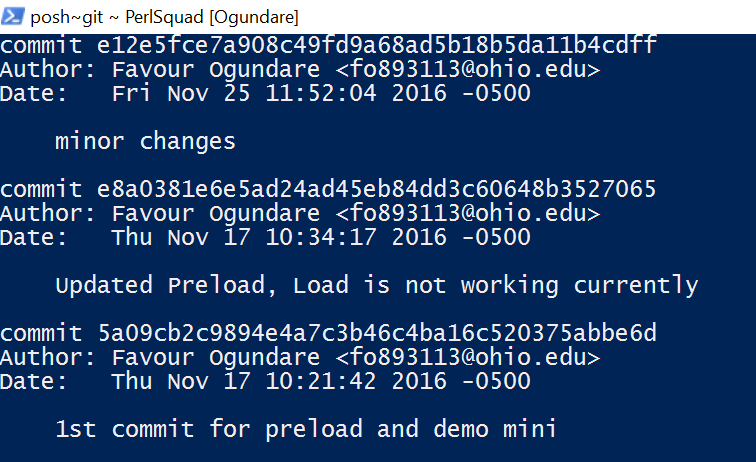 posh~git ~ PerlSquad [Ogundare]
commit e12e5fce7a908c49fd9a68ad5b18b5da11b4cdff
Author: Favour Ogundare <fo893113@ohio.edu>
Date:   Fri Nov 25 11:52:04 2016 -0500
minor changes
commit e8a0381e6e5ad24ad45eb84dd3c60648b3527065
Author: Favour Ogundare <fo893113@ohio.edu>
Date:   Thu Nov 17 10:34:17 2016 -0500
Updated Preload, Load is not working currently
commit 5a09cb2c9894e4a7c3b46c4ba16c520375abbe6d
Author: Favour Ogundare <fo893113@ohio.edu>
Date:   Thu Nov 17 10:21:42 2016 -0500
1st commit for preload and demo mini